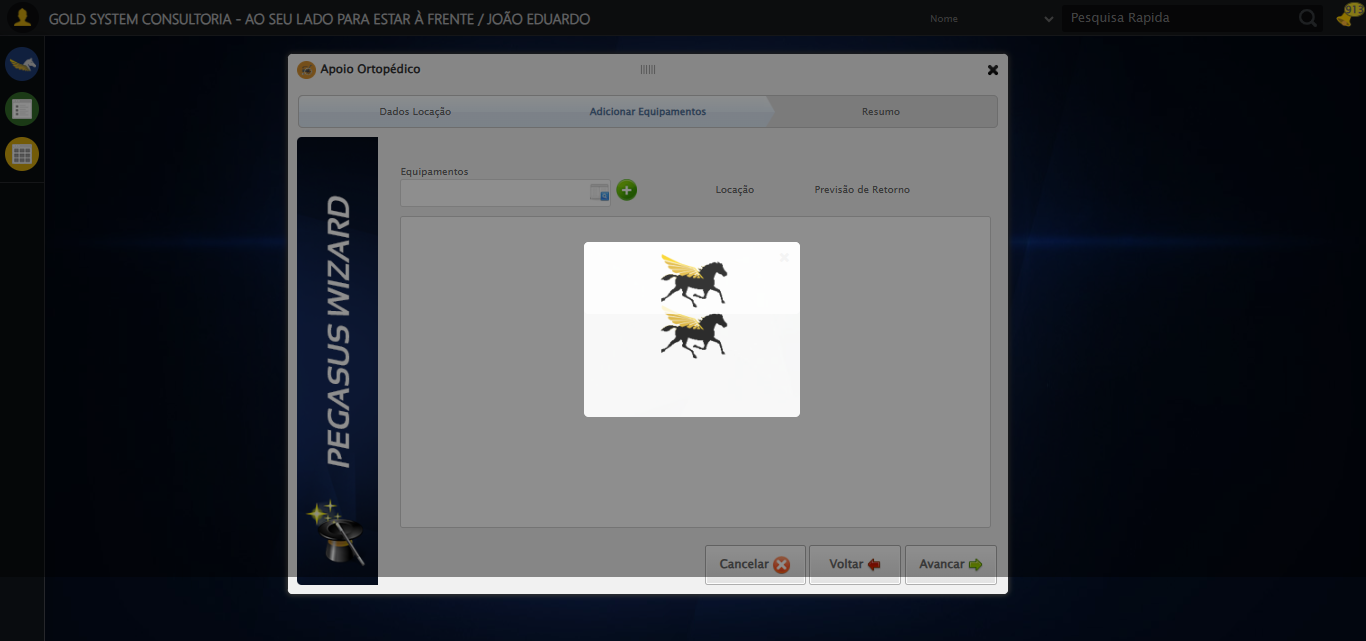 GOLD SYSTEM CONSULTORIA - AO SEU LADO PARA ESTAR À FRENTE / JOÃO EDUARDO
Nome
Pesquisa Rapida
913
Apoio Ortopédico
Dados Locação
Adicionar Equipamentos
Resumo
PEGASUS WIZARD
Equipamentos
Locação
Previsão de Retorno
Cancelar
Voltar
Avancar